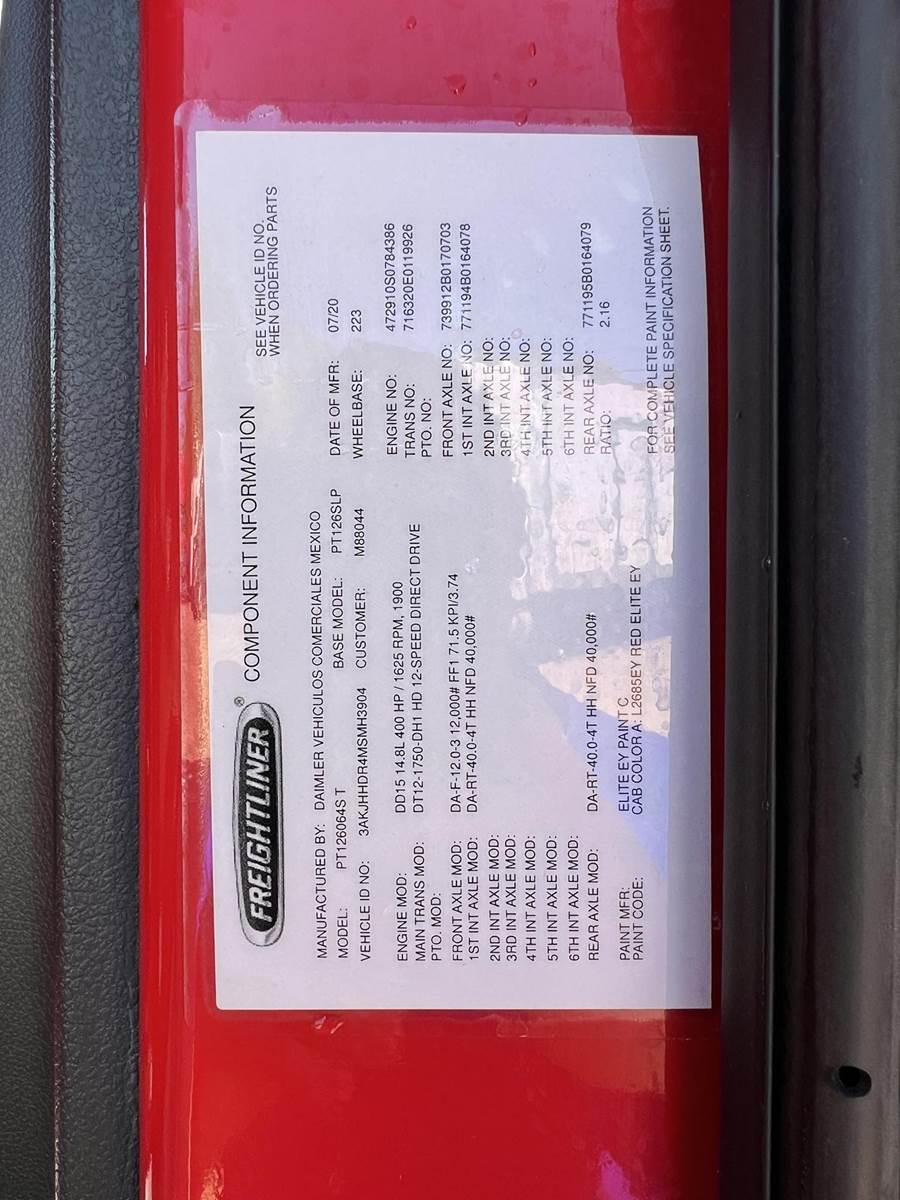 FREIGHTLINER® COMPONENT INFORMATION
SEE VEHICLE ID NO.
WHEN ORDERING PARTS
MANUFACTURED BY: DAIMLER VEHICULOS COMERCIALES MEXICO
MODEL: PT126064S T BASE MODEL: PT126SLP DATE OF MFR: 07/20
VEHICLE ID NO: 3AKJHHDR4MSMH3904 CUSTOMER: M88044 WHEELBASE: 223
ENGINE MOD: DD15 14.8L 400 HP / 1625 RPM, 1900 ENGINE NO: 472910S0784386
MAIN TRANS MOD: DT12-1750-DH1 HD 12-SPEED DIRECT DRIVE TRANS NO: 716320E0119926
PTO. MOD: PTO. NO:
FRONT AXLE MOD: DA-F-12.0-3 12,000# FF1 71.5 KPI/3.74 FRONT AXLE NO: 739912B0170703
1ST INT AXLE MOD: DA-RT-40.0-4T HH NFD 40,000# 1ST INT AXLE NO: 771194B0164078
2ND INT AXLE MOD: 2ND INT AXLE NO:
3RD INT AXLE MOD: 3RD INT AXLE NO:
4TH INT AXLE MOD: 4TH INT AXLE NO:
5TH INT AXLE MOD: 5TH INT AXLE NO:
6TH INT AXLE MOD: 6TH INT AXLE NO:
REAR AXLE MOD: DA-RT-40.0-4T HH NFD 40,000# REAR AXLE NO: 771195B0164079
RATIO: 2.16
PAINT MFR: ELITE EY PAINT C
PAINT CODE: CAB COLOR A: L2685EY RED ELITE EY
FOR COMPLETE PAINT INFORMATION
SEE VEHICLE SPECIFICATION SHEET.